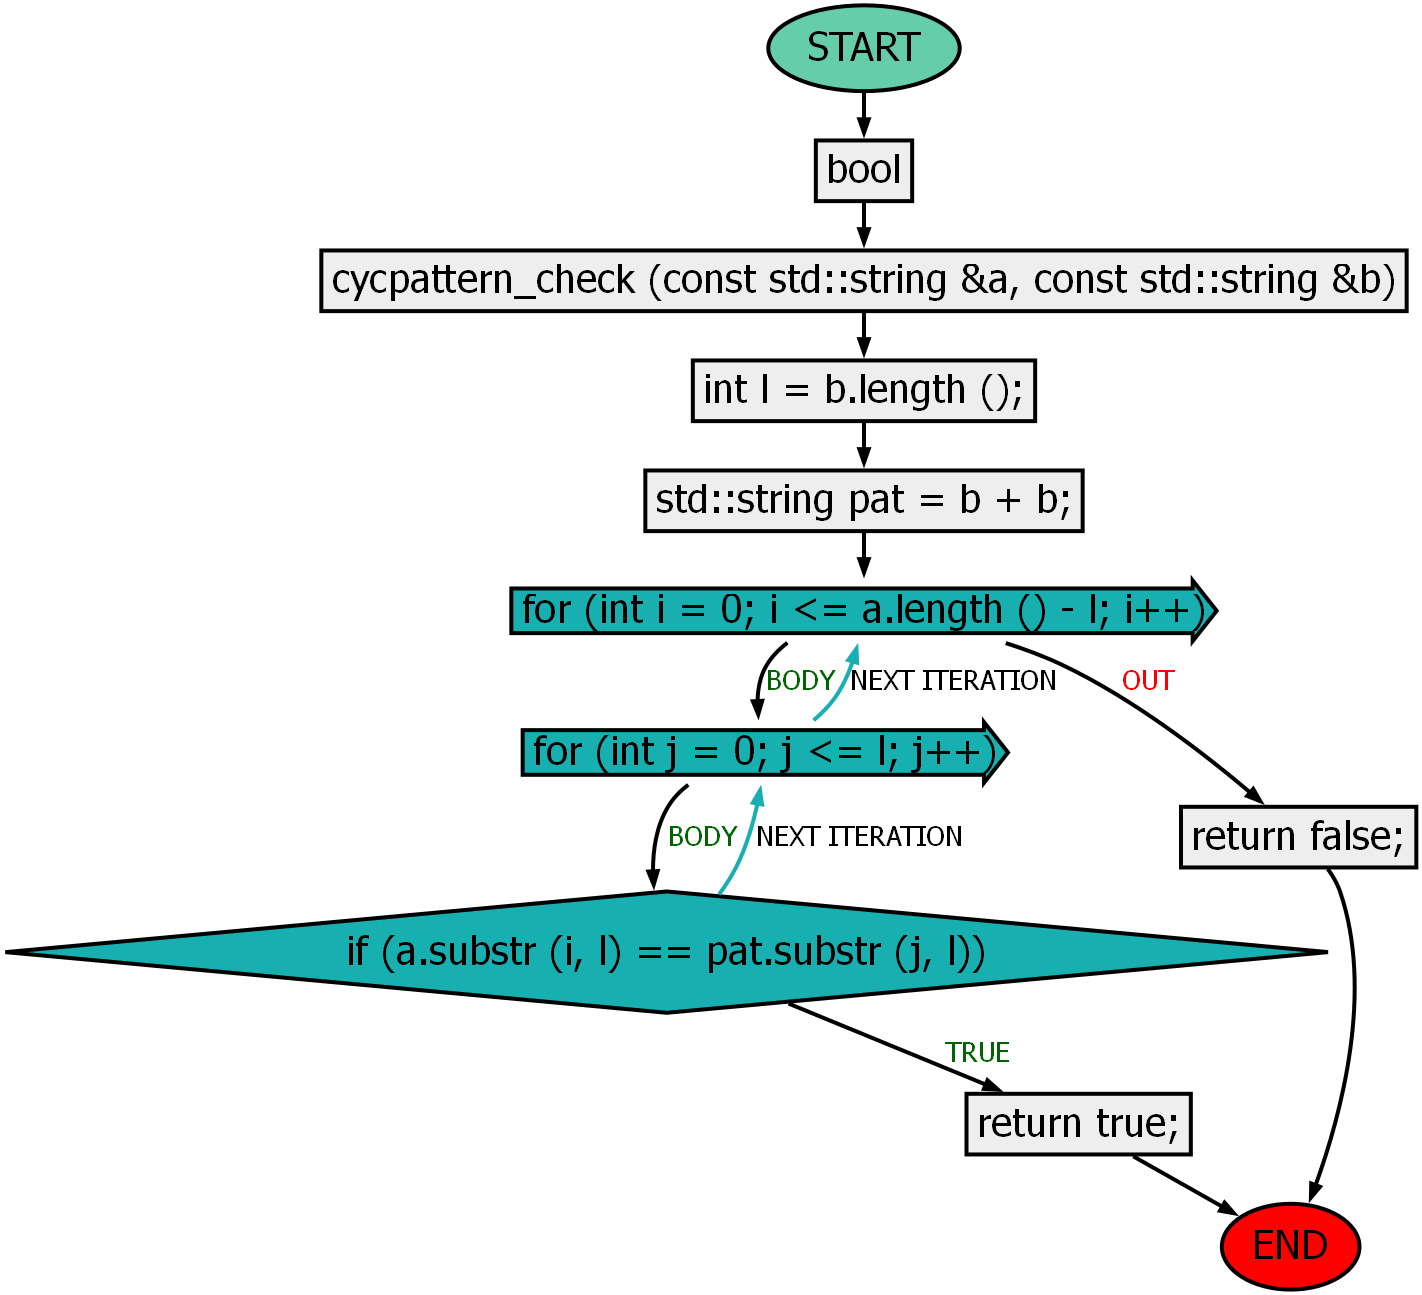 START
bool
cycpattern_check (const std::string &a, const std::string &b)
int l = b.length ();
std::string pat = b + b;
for (int i = 0; i <= a.length () - l; i++)
BODY
NEXT ITERATION
OUT
for (int j = 0; j <= l; j++)
return false;
BODY
NEXT ITERATION
if (a.substr (i, l) == pat.substr (j, l))
TRUE
return true;
END